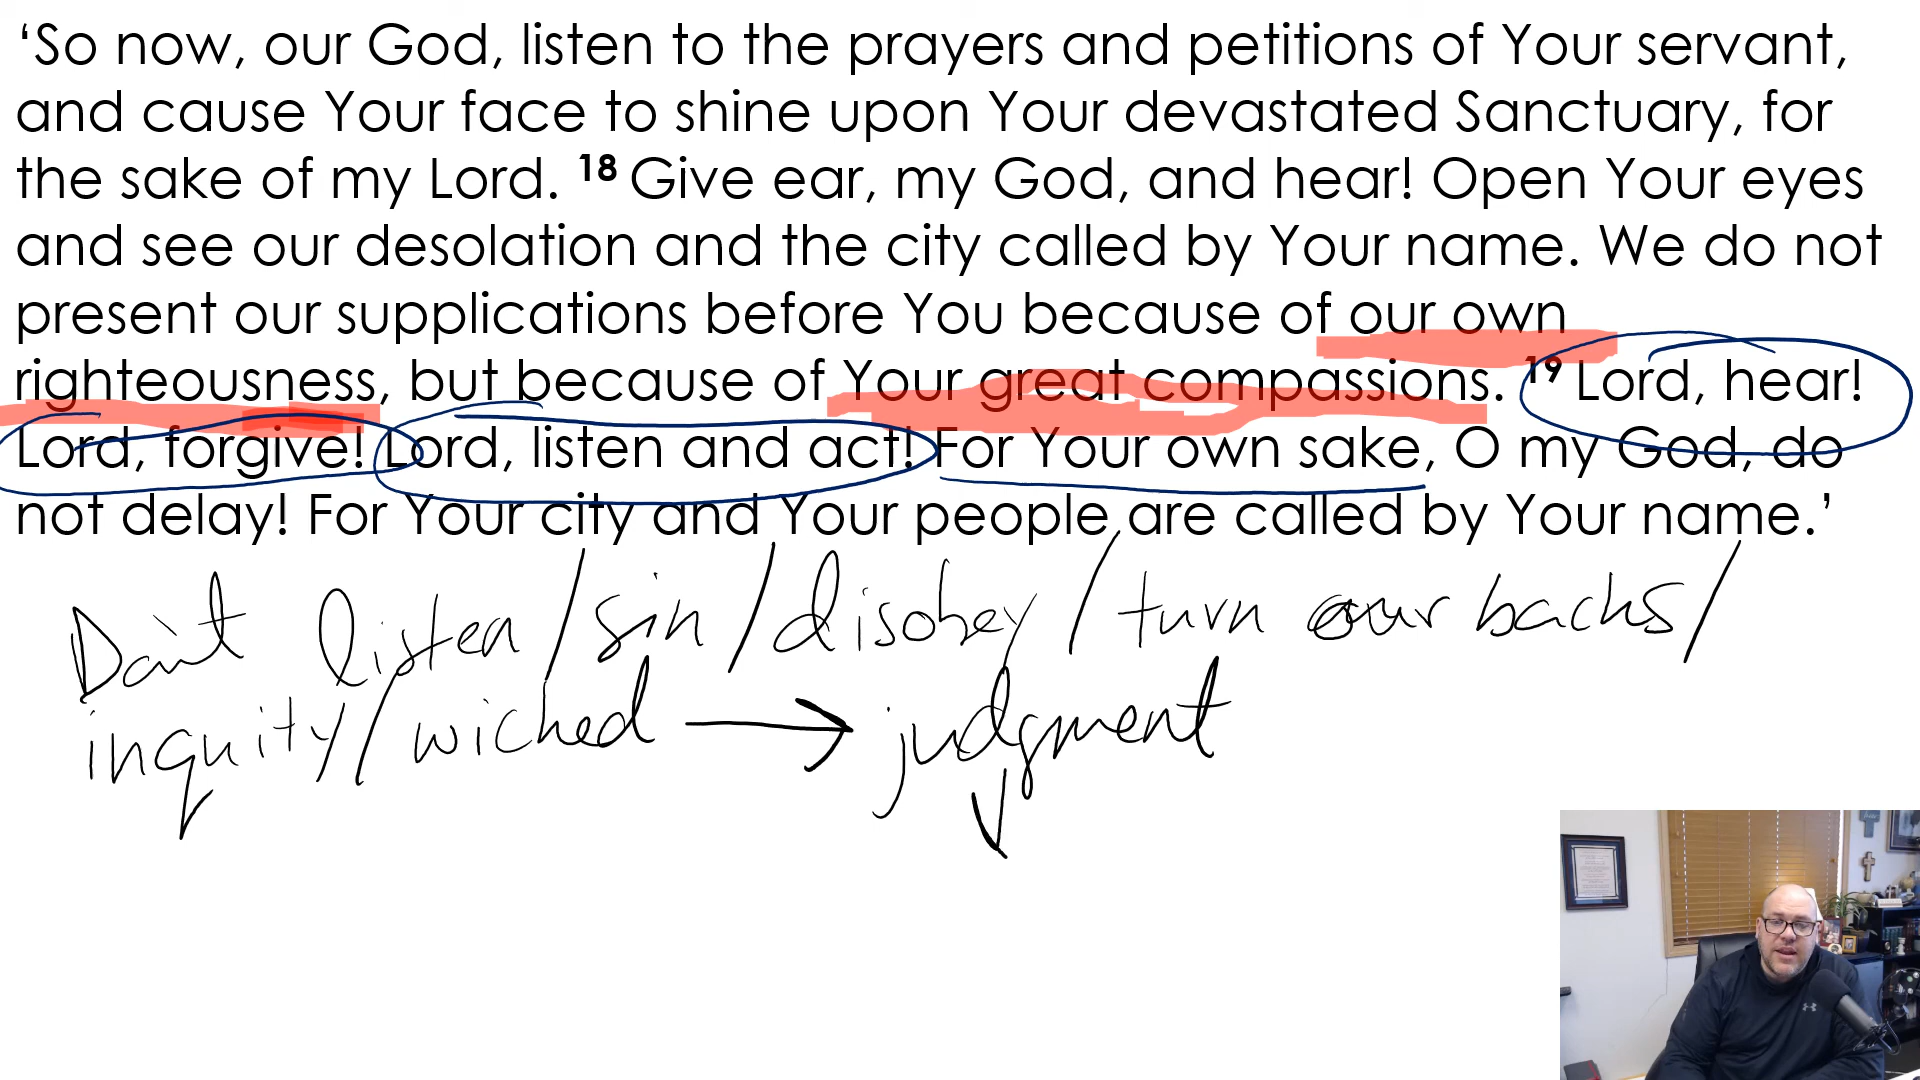 ‘So now, our God, listen to the prayers and petitions of Your servant,
and cause Your face to shine upon Your devastated Sanctuary, for
the sake of my Lord. 18 Give ear, my God, and hear! Open Your eyes
and see our desolation and the city called by Your name. We do not
present our supplications before You because of our own
righteousness, but because of Your great compassions. 19 Lord, hear!
Lord, forgive! Lord, listen and act! For Your own sake, O my God, do
not delay! For Your city and Your people are called by Your name.’
Don't listen / sin / disobey / turn our backs /
inquity / wicked → judgment